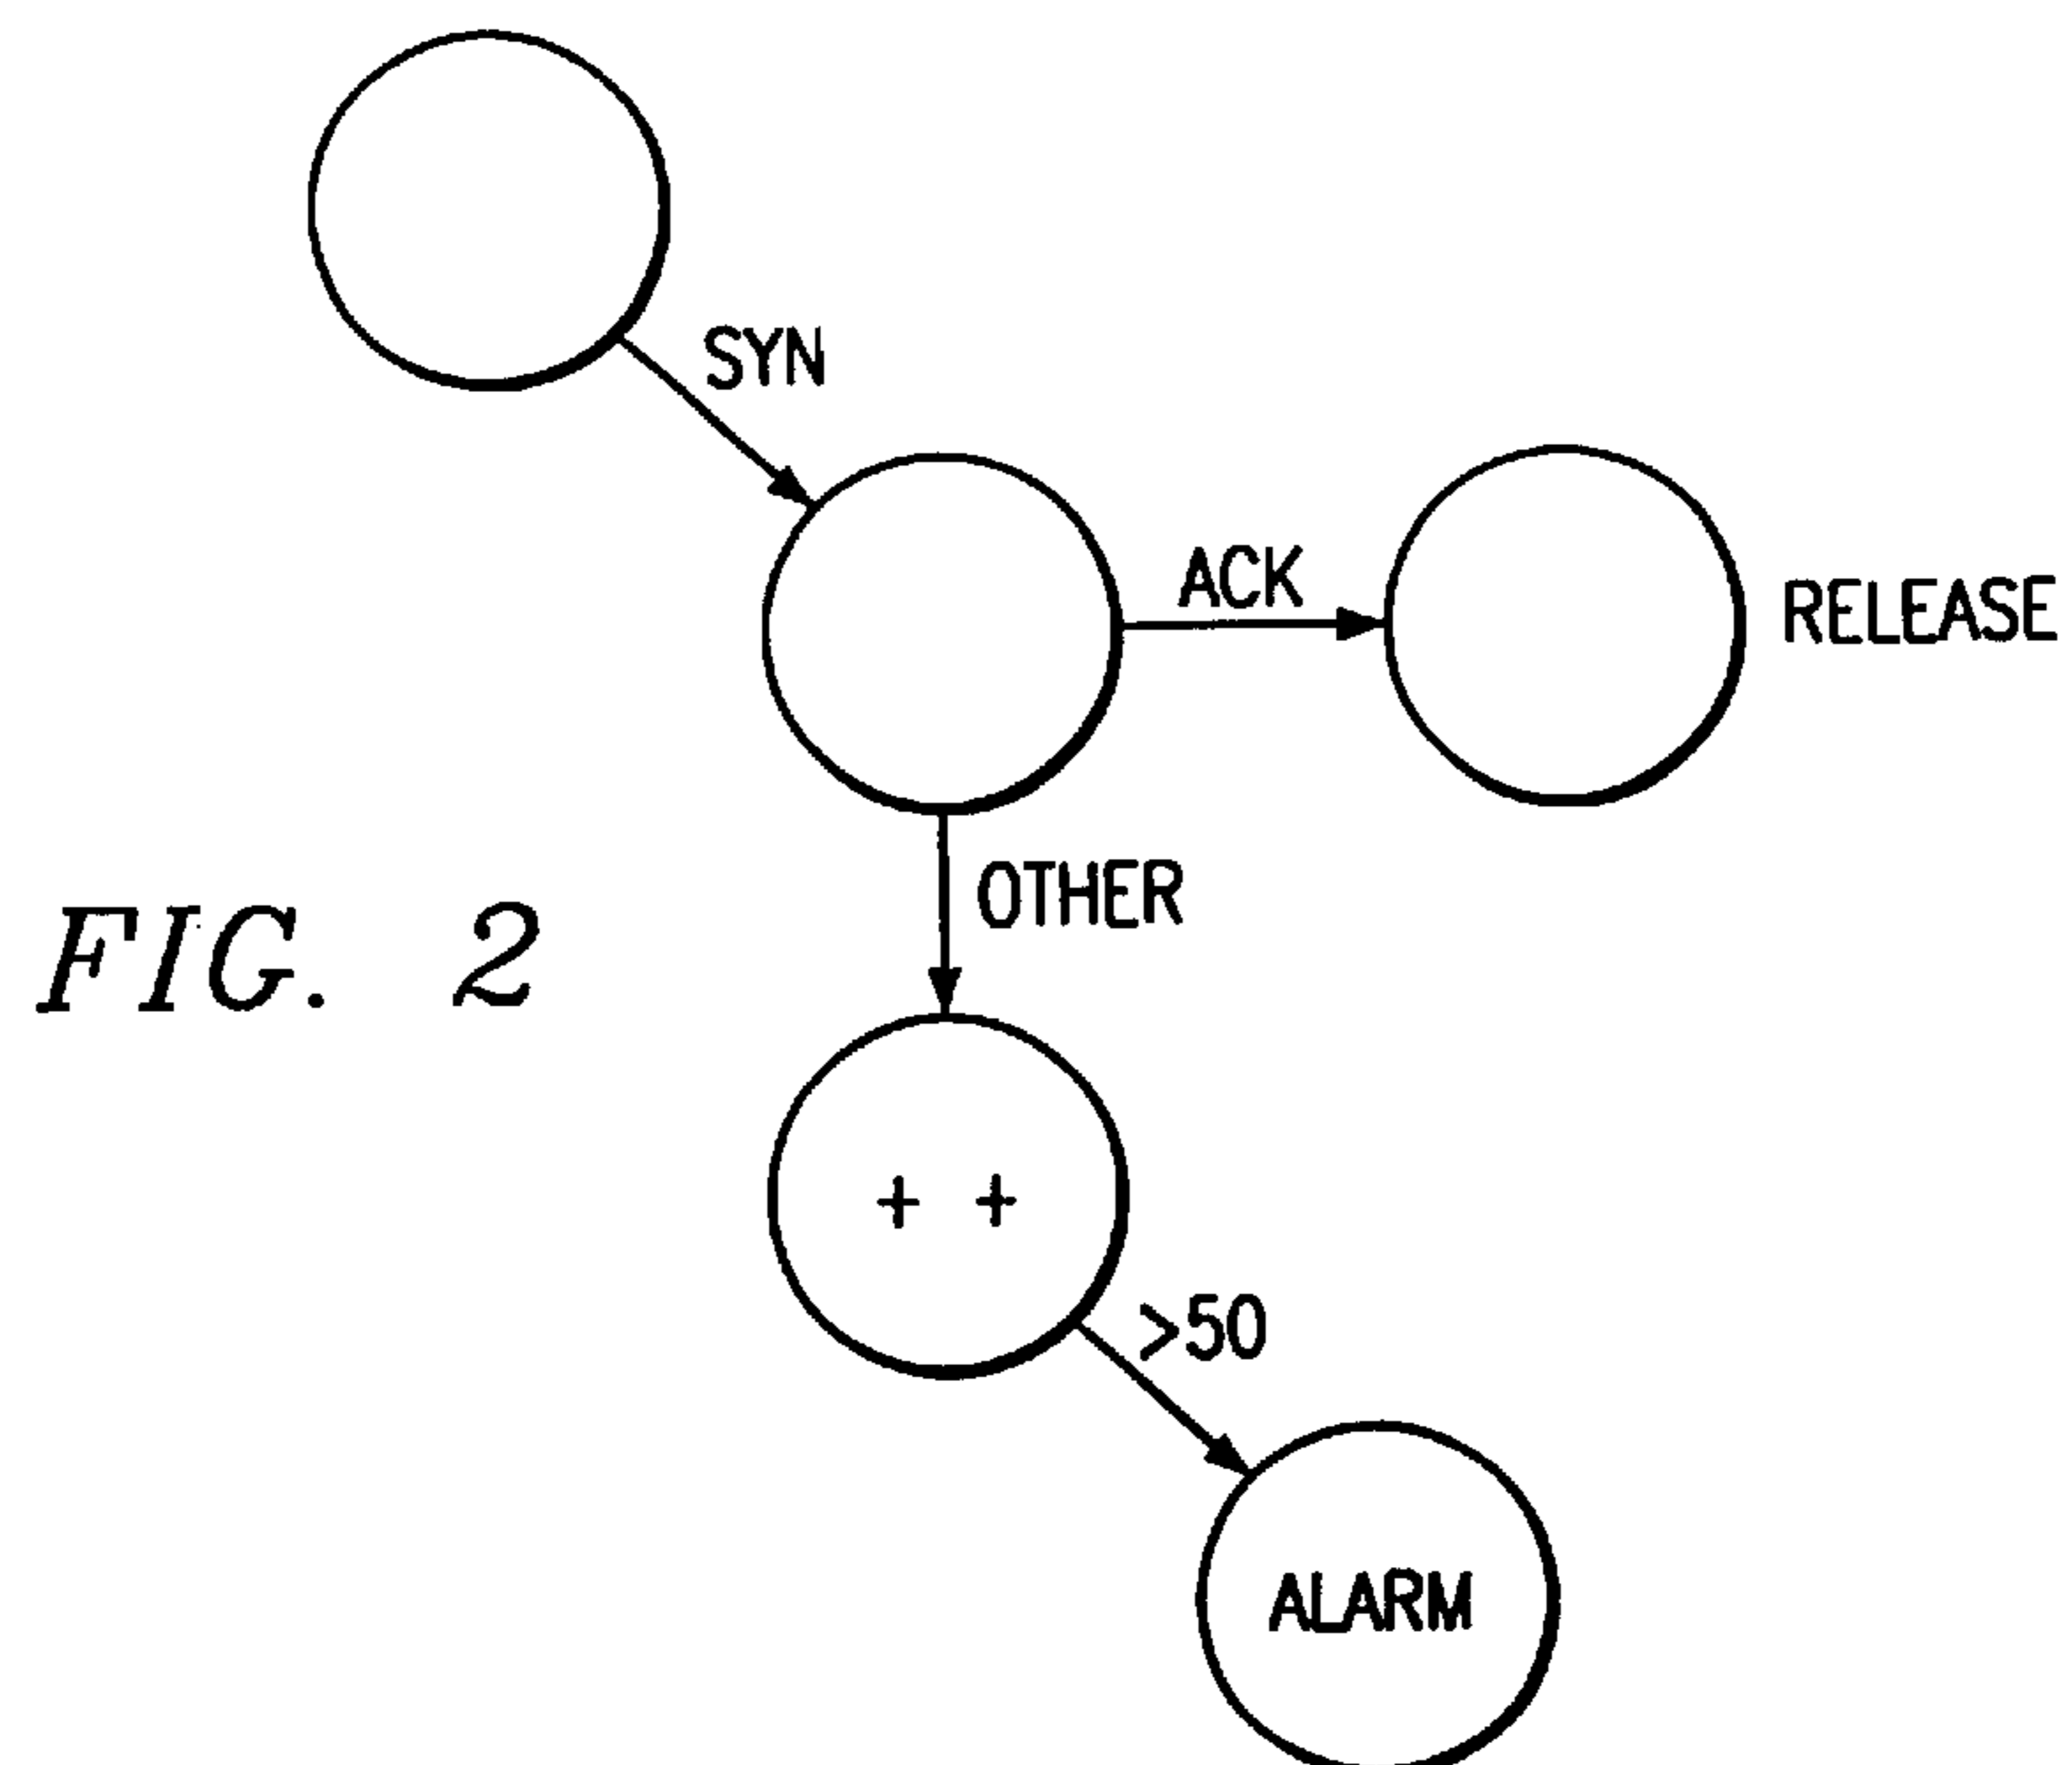 SYN
ACK
RELEASE
OTHER
FIG. 2
+ +
>50
ALARM